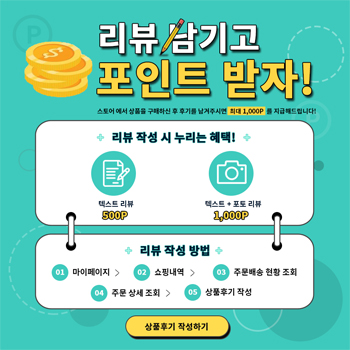 리뷰 남기고
포인트 받자!
스토어 에서 상품을 구매하신 후 후기를 남겨주시면 최대 1,000P 를 지급해드립니다!
리뷰 작성 시 누리는 혜택!
텍스트 리뷰
500P
텍스트 + 포토 리뷰
1,000P
리뷰 작성 방법
01 마이페이지 > 02 쇼핑내역 > 03 주문배송 현황 조회
04 주문 상세 조회 > 05 상품후기 작성
상품후기 작성하기